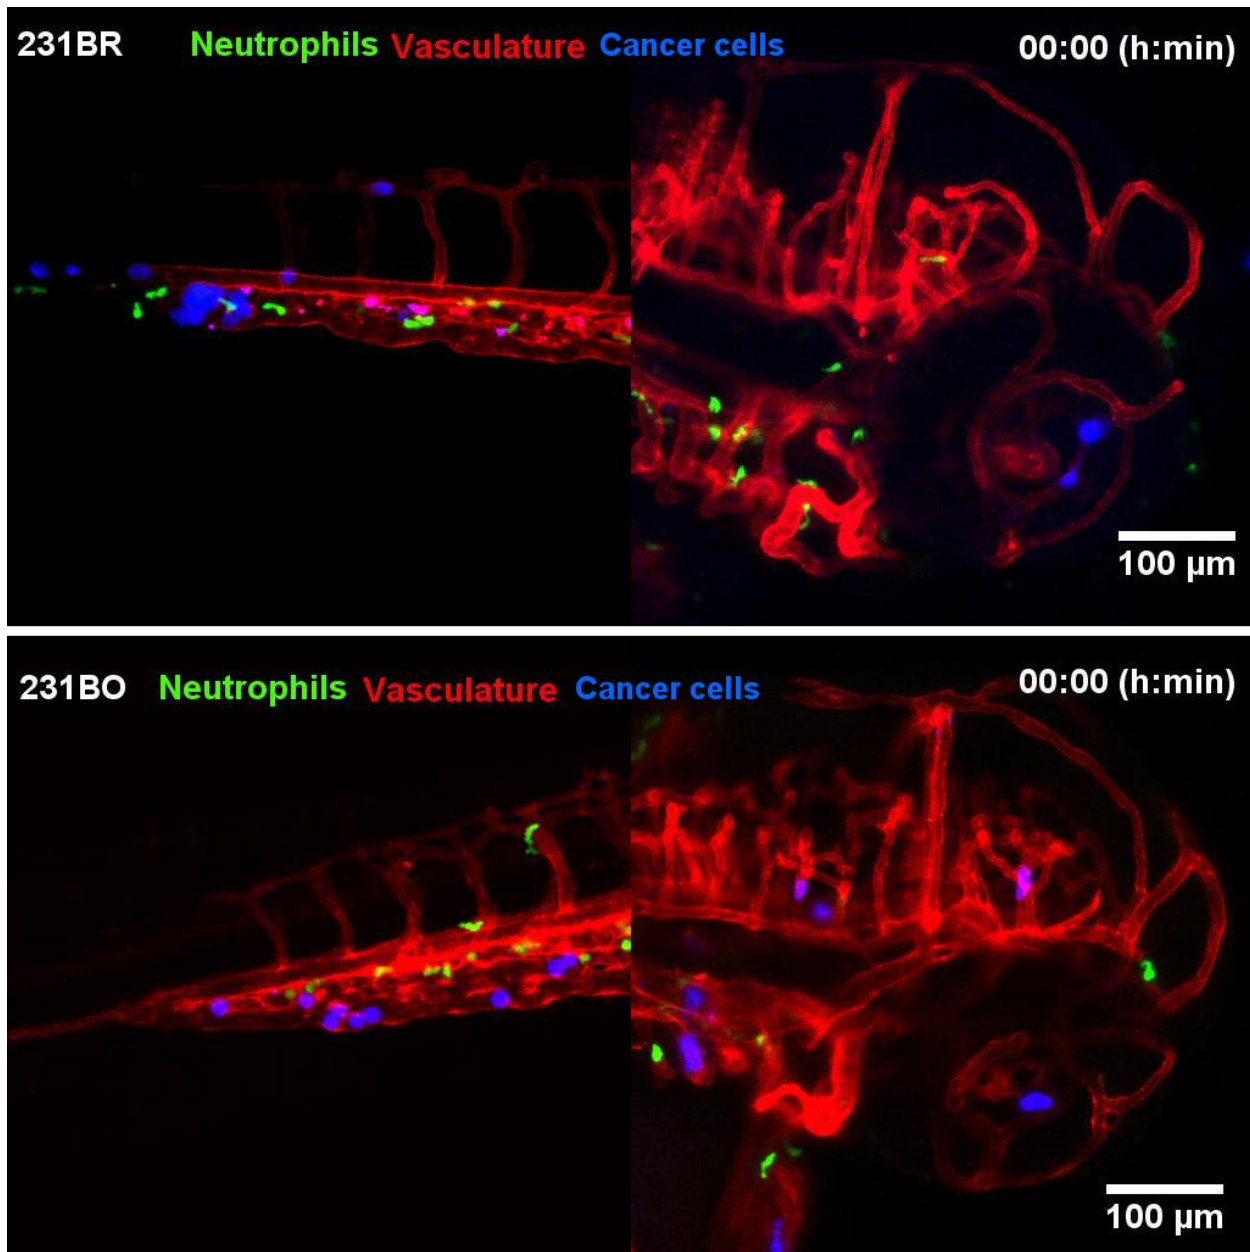 231BR Neutrophils Vasculature Cancer cells 00:00 (h:min)
100 µm
231BO Neutrophils Vasculature Cancer cells 00:00 (h:min)
100 µm